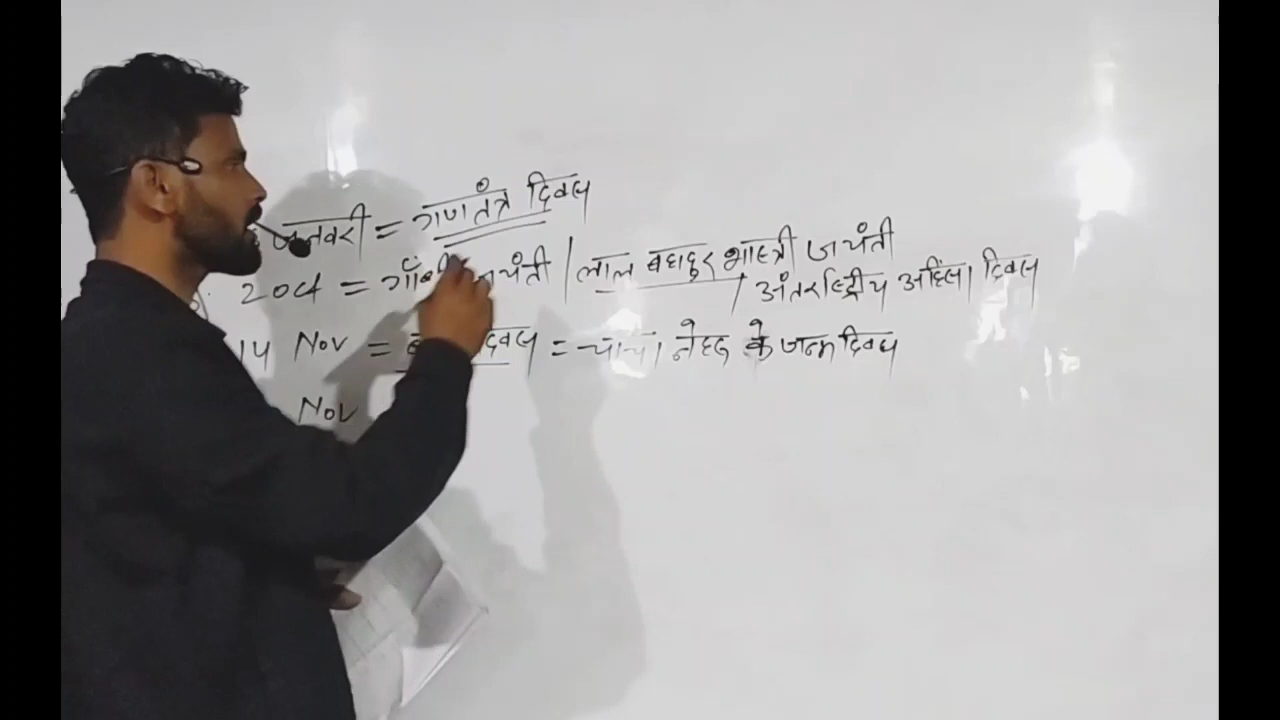 जनवरी = गणतंत्र दिवस
2 oct = गाँधी जयंती / लाल बहादुर शास्त्री जयंती
/ अंतर्राष्ट्रीय अहिंसा दिवस
14 Nov = दिवस = चाचा नेहरू के जन्म दिवस
Nov